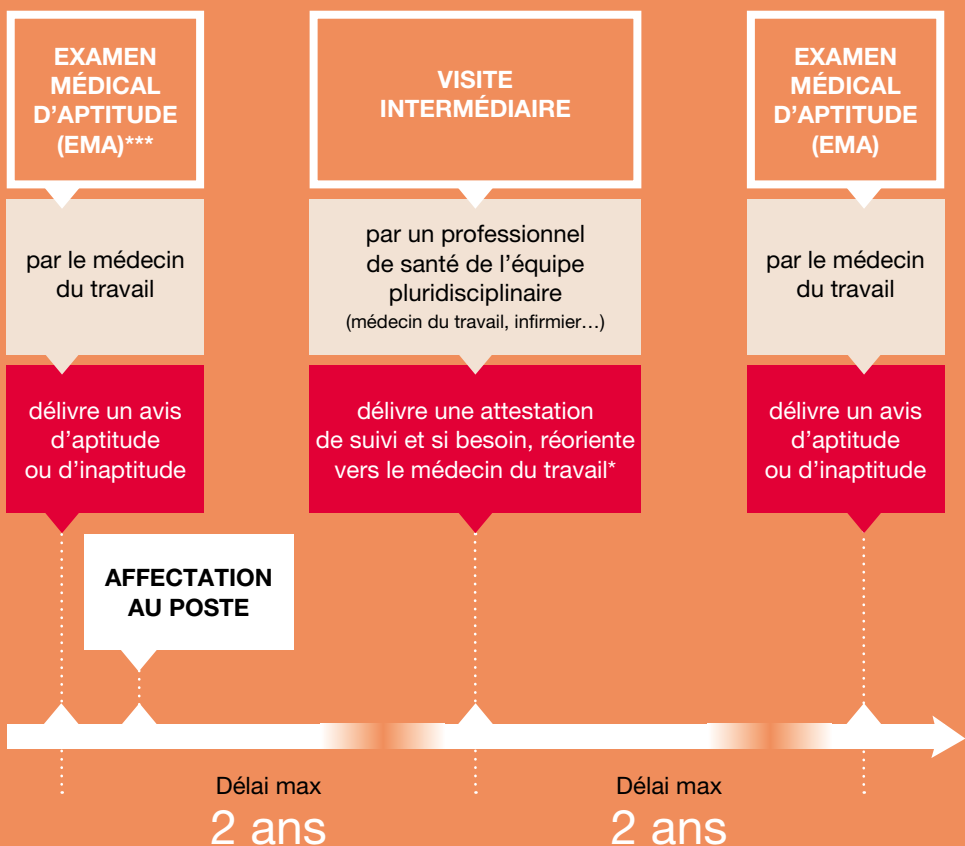 EXAMEN
MÉDICAL
D'APTITUDE
(EMA)***
par le médecin
du travail
délivre un avis
d'aptitude
ou d'inaptitude
AFFECTATION
AU POSTE
VISITE
INTERMÉDIAIRE
par un professionnel
de santé de l'équipe
pluridisciplinaire
(médecin du travail, infirmier…)
délivre une attestation
de suivi et si besoin, réoriente
vers le médecin du travail*
EXAMEN
MÉDICAL
D'APTITUDE
(EMA)
par le médecin
du travail
délivre un avis
d'aptitude
ou d'inaptitude
Délai max
2 ans
Délai max
2 ans